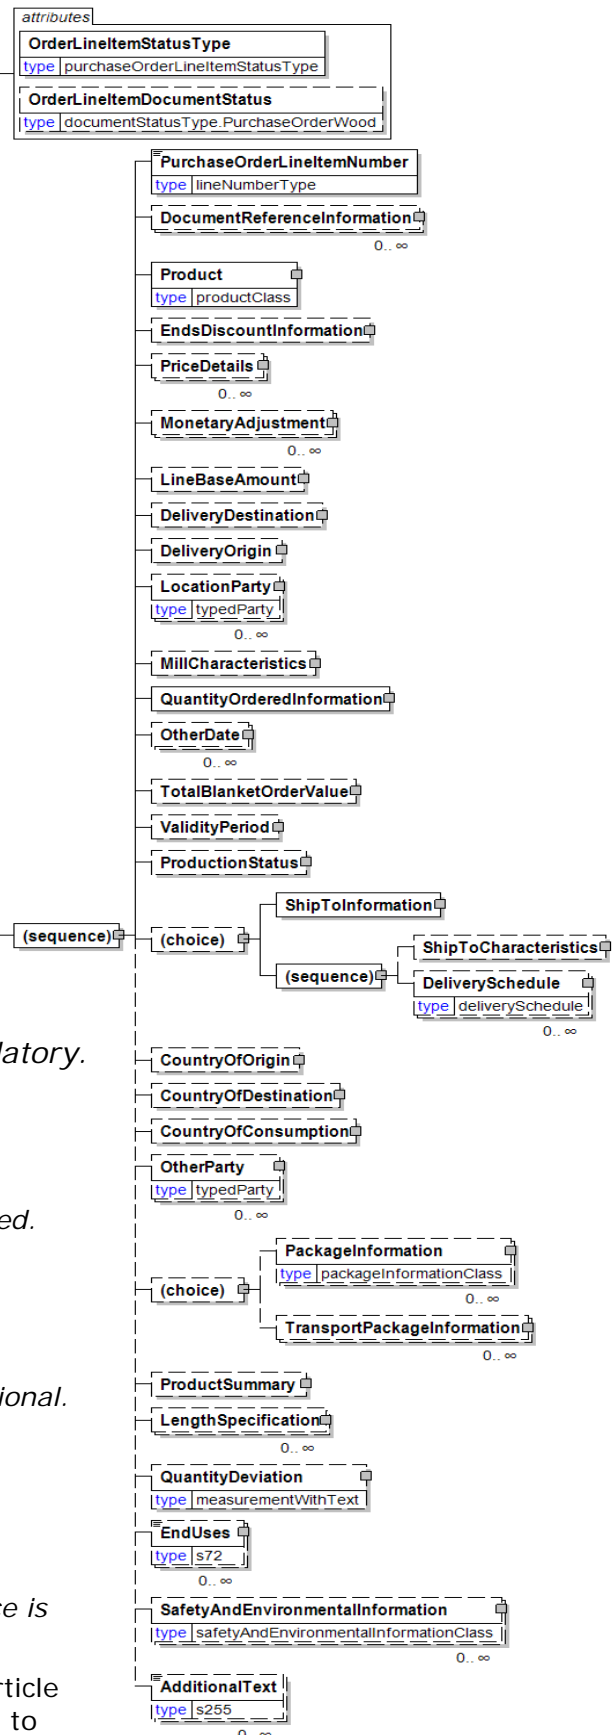 attributes
OrderLineItemStatusType
type purchaseOrderLineItemStatusType
OrderLineItemDocumentStatus
type documentStatusType.PurchaseOrderWood
PurchaseOrderLineItemNumber
type lineNumberType
DocumentReferenceInformation
0.. ∞
Product
type productClass
EndsDiscountInformation
PriceDetails
0.. ∞
MonetaryAdjustment
0.. ∞
LineBaseAmount
DeliveryDestination
DeliveryOrigin
LocationParty
type typedParty
0.. ∞
MillCharacteristics
QuantityOrderedInformation
OtherDate
0.. ∞
TotalBlanketOrderValue
ValidityPeriod
ProductionStatus
ShipToInformation
(sequence) (choice)
ShipToCharacteristics
(sequence)
DeliverySchedule
type deliverySchedule
0.. ∞
latory.
CountryOfOrigin
CountryOfDestination
CountryOfConsumption
OtherParty
type typedParty
0.. ∞
ed.
PackageInformation
type packageInformationClass
0.. ∞
(choice)
TransportPackageInformation
0.. ∞
ProductSummary
ional.
LengthSpecification
0.. ∞
QuantityDeviation
type measurementWithText
EndUses
type s72
0.. ∞
e is
SafetyAndEnvironmentalInformation
type safetyAndEnvironmentalInformationClass
0.. ∞
rticle
AdditionalText
type s255
to
0.. ∞